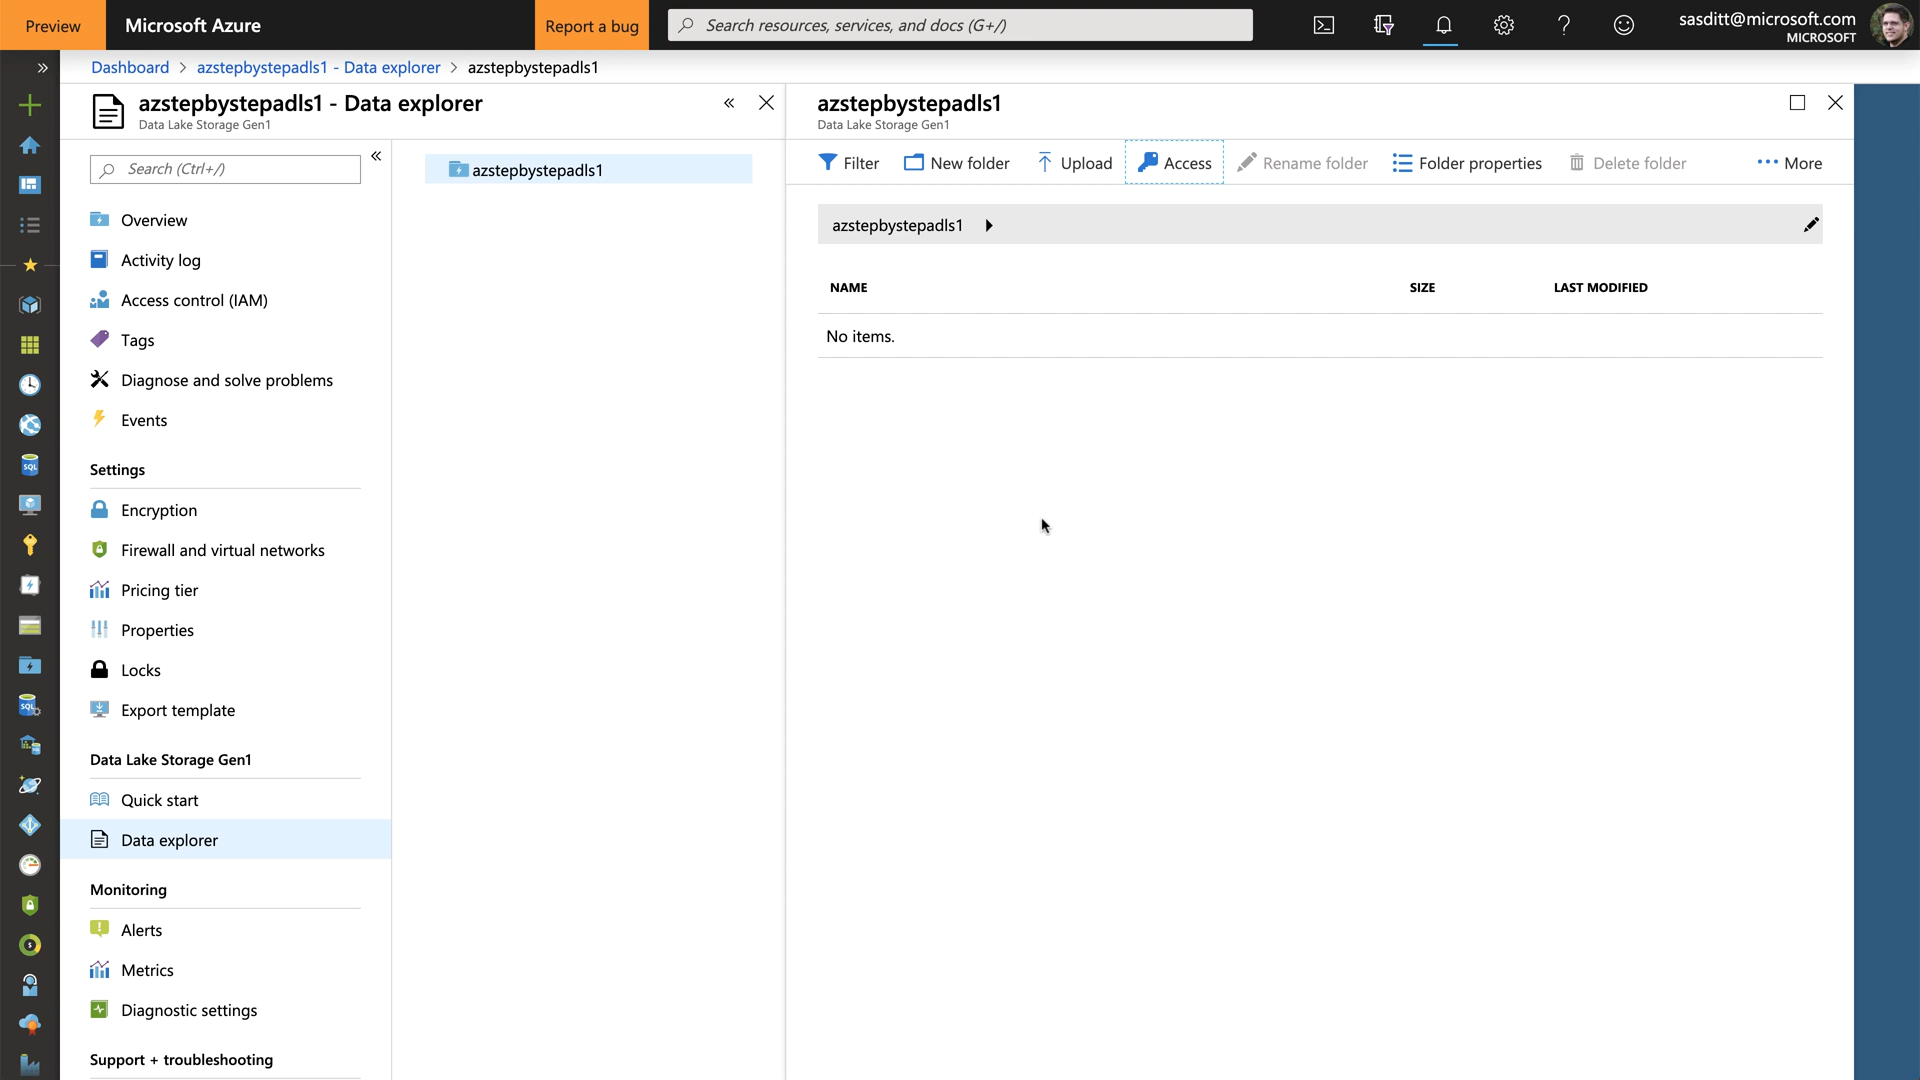 Preview
Microsoft Azure
Report a bug
Search resources, services, and docs (G+/)
sasditt@microsoft.com
MICROSOFT
Dashboard > azstepbystepadls1 - Data explorer > azstepbystepadls1
azstepbystepadls1 - Data explorer
Data Lake Storage Gen1
Search (Ctrl+/)
Overview
Activity log
Access control (IAM)
Tags
Diagnose and solve problems
Events
Settings
Encryption
Firewall and virtual networks
Pricing tier
Properties
Locks
Export template
Data Lake Storage Gen1
Quick start
Data explorer
Monitoring
Alerts
Metrics
Diagnostic settings
Support + troubleshooting
azstepbystepadls1
azstepbystepadls1
Data Lake Storage Gen1
Filter New folder Upload Access Rename folder Folder properties Delete folder More
azstepbystepadls1
NAME SIZE LAST MODIFIED
No items.
SQL
SQL